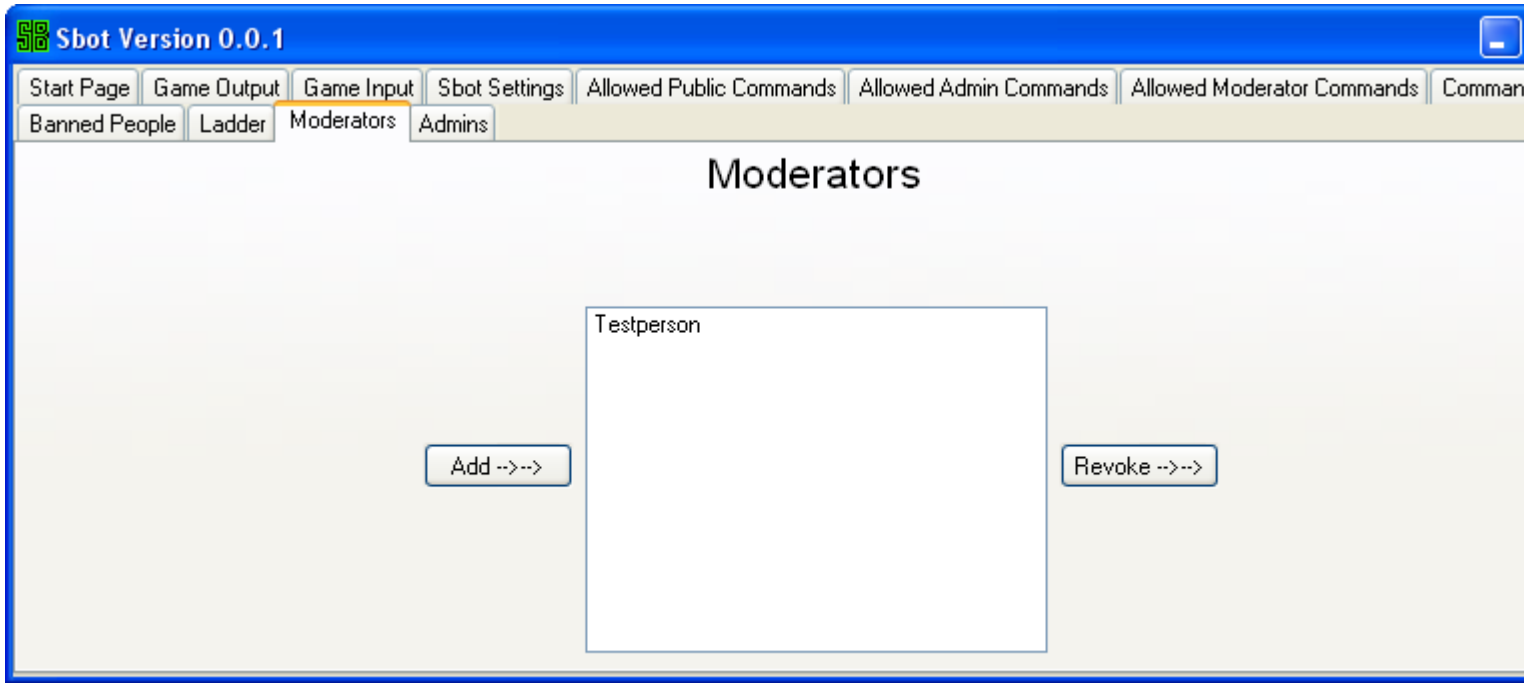 Sbot Version 0.0.1
Start Page Game Output Game Input Sbot Settings Allowed Public Commands Allowed Admin Commands Allowed Moderator Commands Comman
Banned People Ladder Moderators Admins
Moderators
Testperson
Add -->--> Revoke -->-->